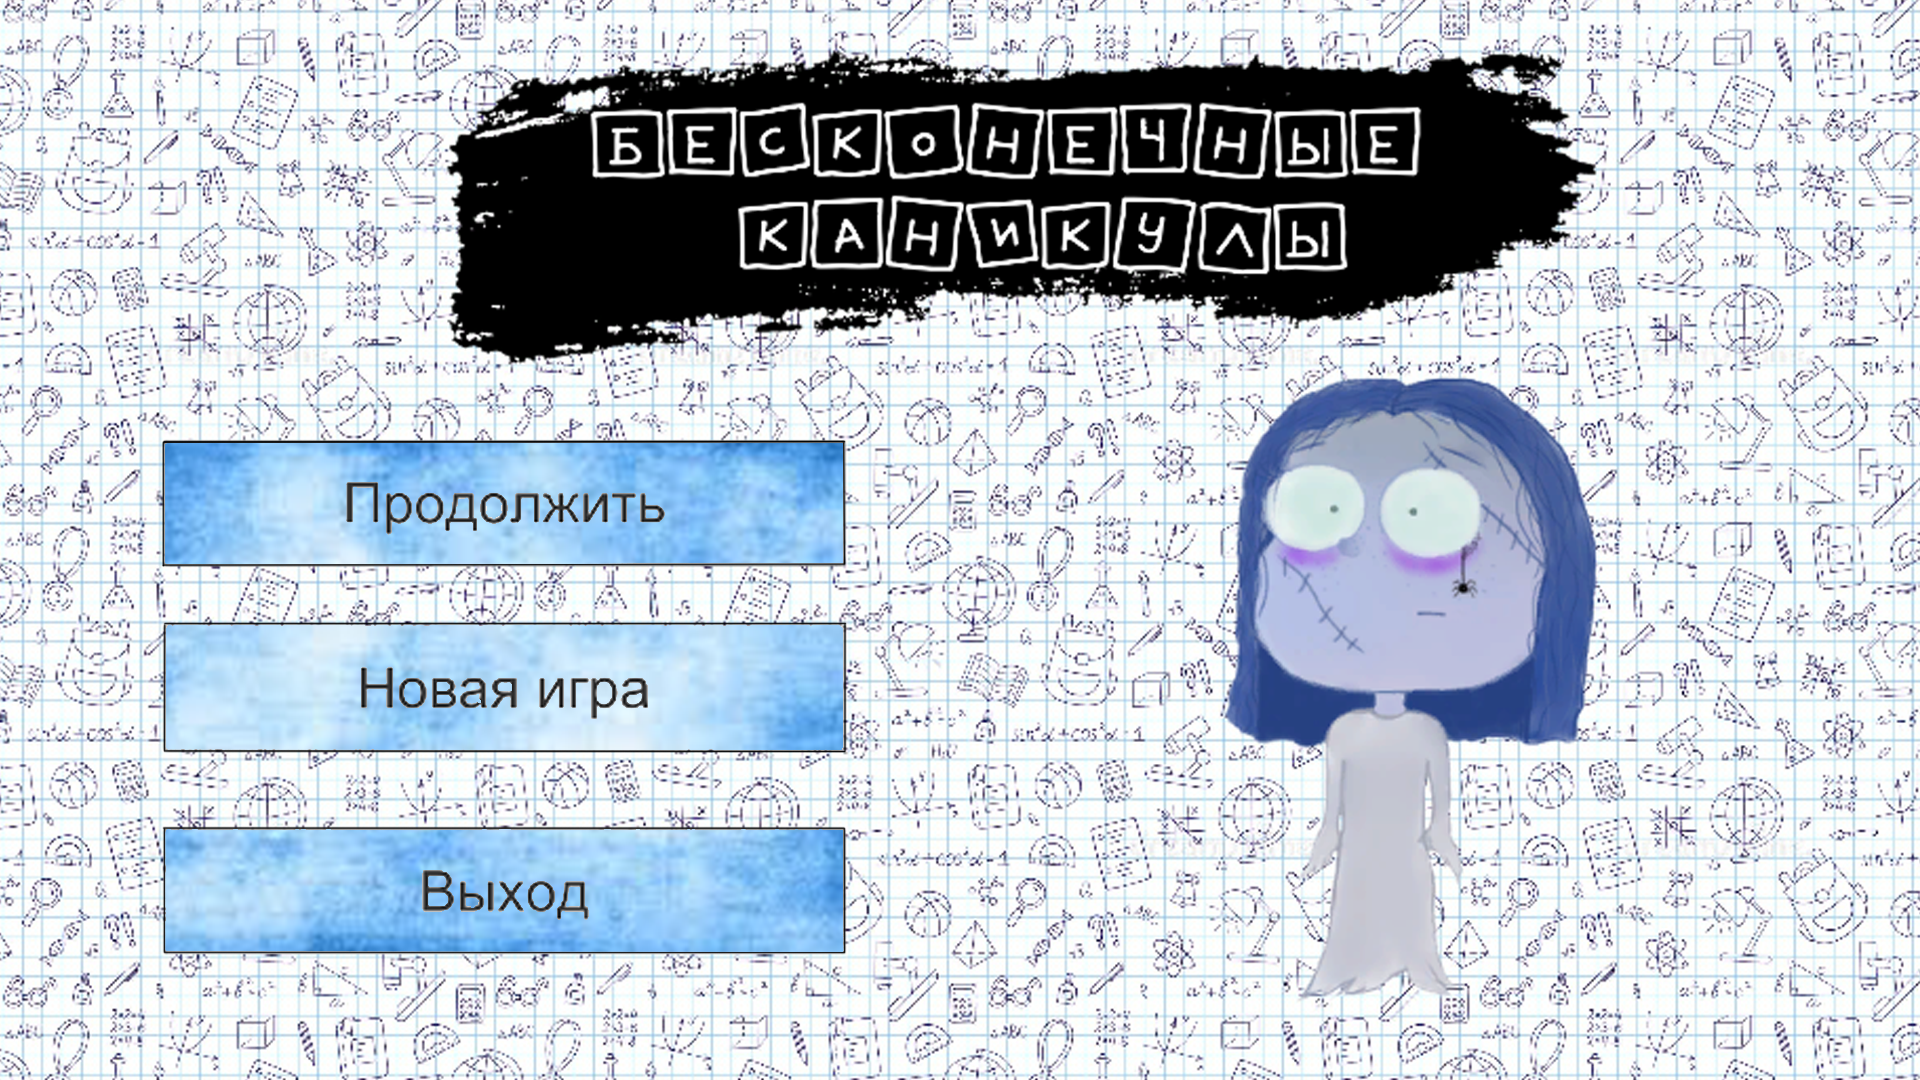 БЕСКОНЕЧНЫЕ
КАНИКУЛЫ
Продолжить
Новая игра
Выход